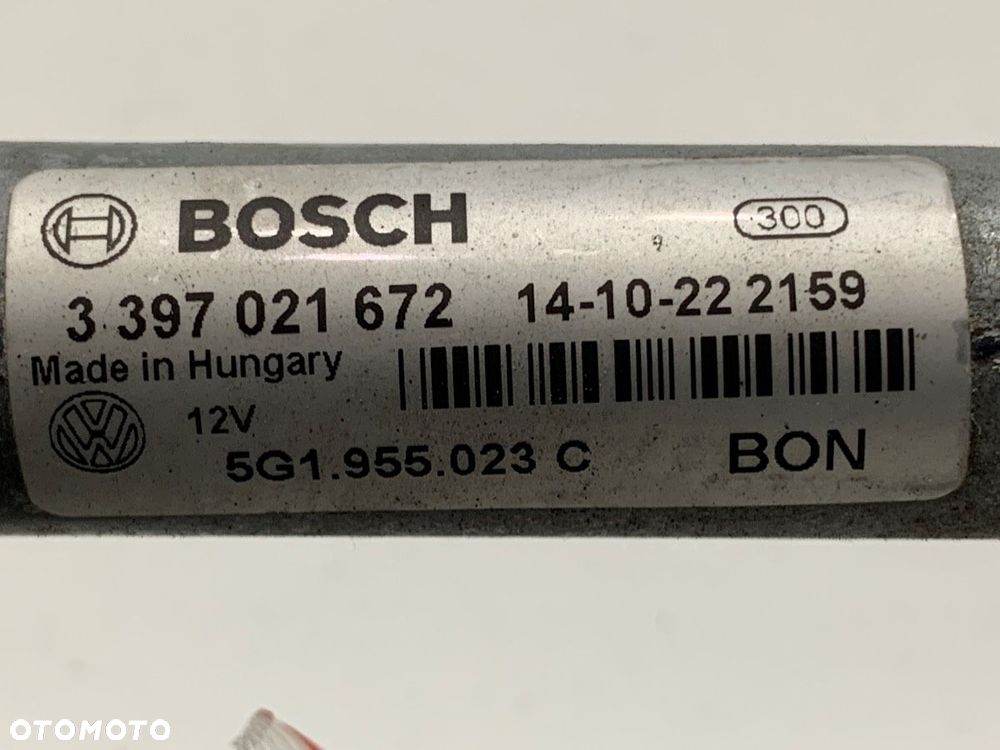 BOSCH
300
3 397 021 672 14-10-22 2159
Made in Hungary
12V
5G1.955.023 C BON
OTOMOTO